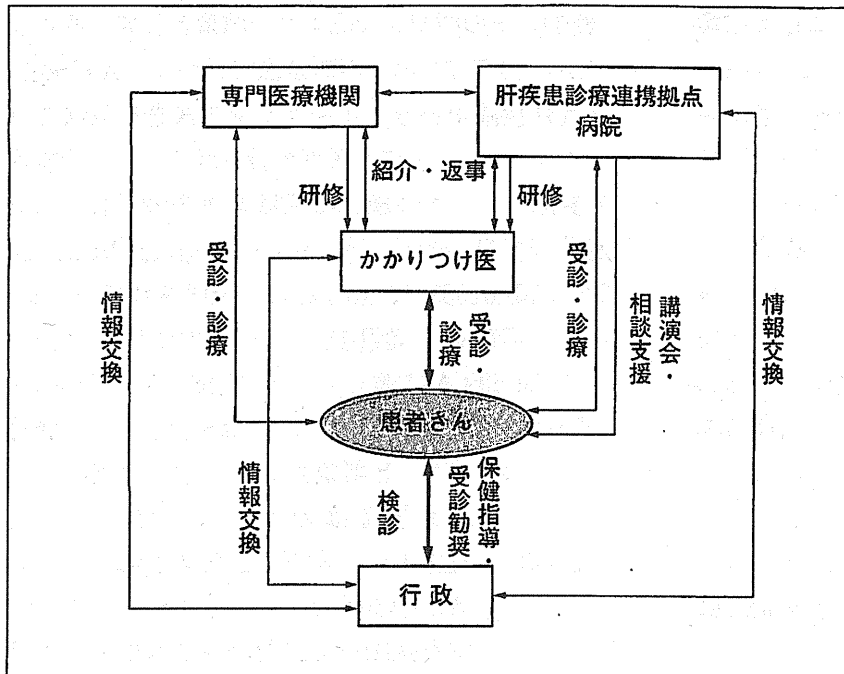 専門医療機関
肝疾患診療連携拠点
病院
紹介・返事
研修
研修
かかりつけ医
受診・診療
情報交換
受診・
診療
受診・診療
講演会・
相談支援
情報交換
患者さん
情報交換
検診
保健指導・
受診勧奨
行政